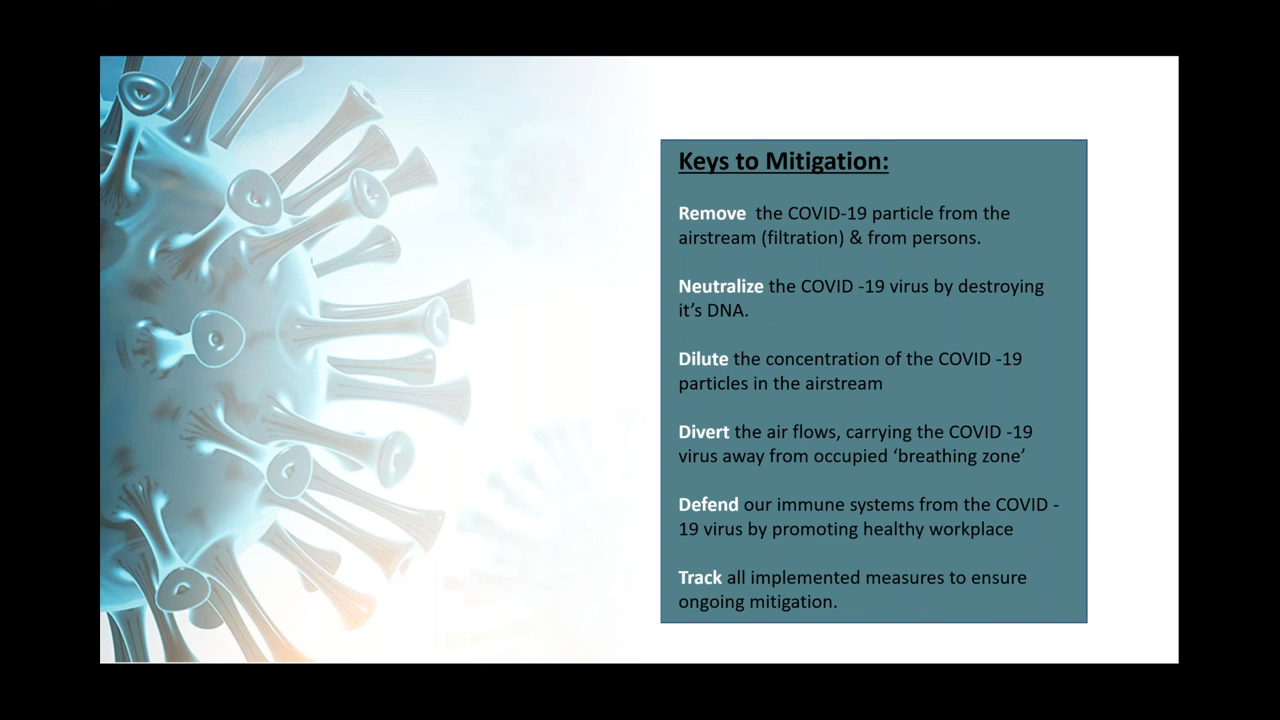 Keys to Mitigation:
Remove  the COVID-19 particle from the
airstream (filtration) & from persons.
Neutralize the COVID -19 virus by destroying
it’s DNA.
Dilute the concentration of the COVID -19
particles in the airstream
Divert the air flows, carrying the COVID -19
virus away from occupied ‘breathing zone’
Defend our immune systems from the COVID -
19 virus by promoting healthy workplace
Track all implemented measures to ensure
ongoing mitigation.